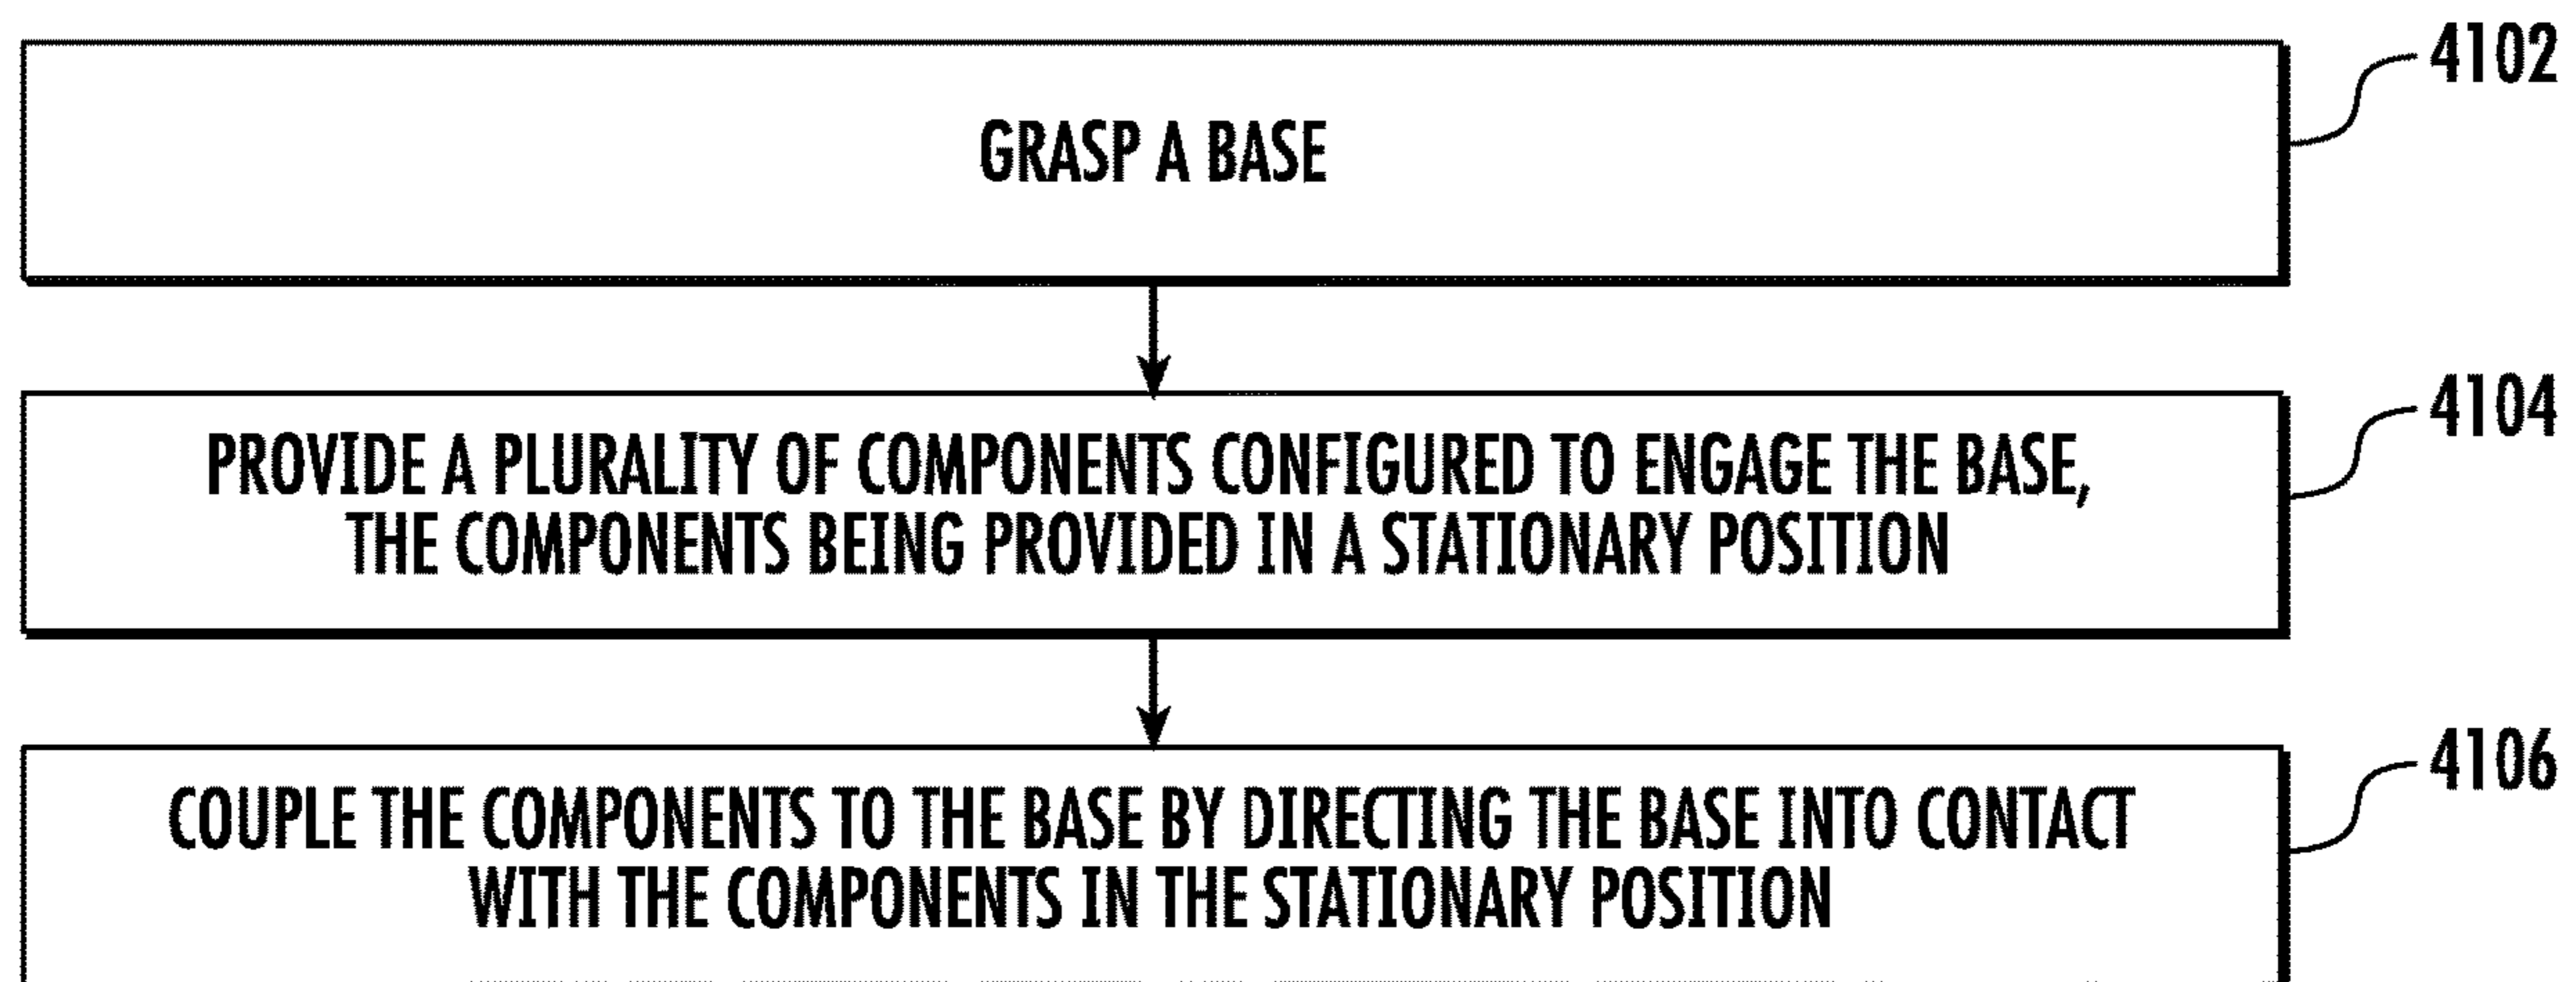 4102
GRASP A BASE
4104
PROVIDE A PLURALITY OF COMPONENTS CONFIGURED TO ENGAGE THE BASE,
THE COMPONENTS BEING PROVIDED IN A STATIONARY POSITION
4106
COUPLE THE COMPONENTS TO THE BASE BY DIRECTING THE BASE INTO CONTACT
WITH THE COMPONENTS IN THE STATIONARY POSITION